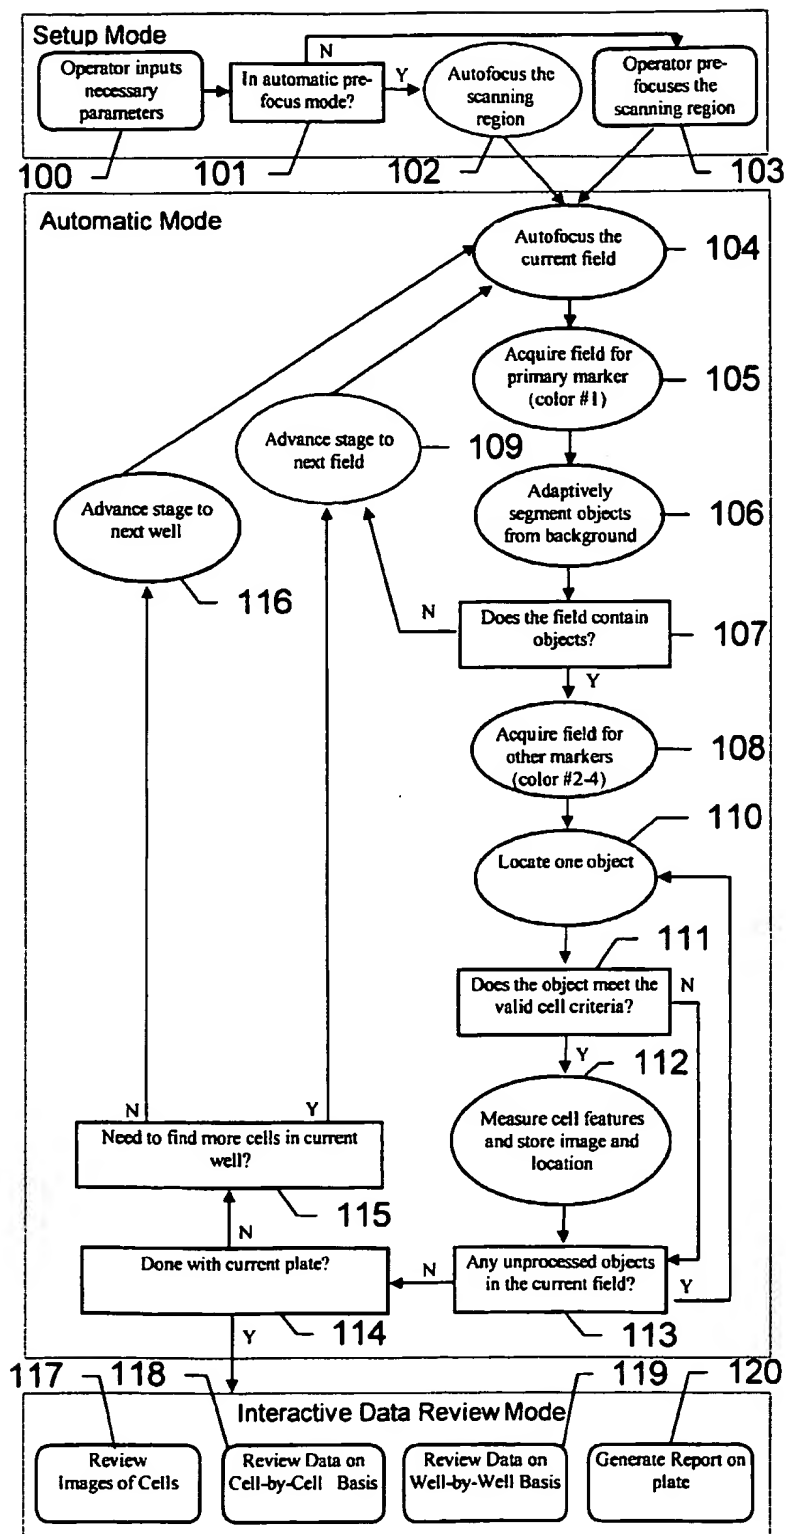 Setup Mode
N
Operator inputs
necessary
parameters
In automatic pre-
focus mode?
Y
Autofocus the
scanning
region
Operator pre-
focuses the
scanning region
100
101
102
103
Automatic Mode
Autofocus the
current field
104
Acquire field for
primary marker
(color #1)
105
Advance stage to
next field
109
Advance stage to
next well
116
Adaptively
segment objects
from background
106
N
Does the field contain
objects?
107
Y
Acquire field for
other markers
(color #2-4)
108
110
Locate one object
111
Does the object meet the
valid cell criteria?
N
Y
112
Measure cell features
and store image and
location
N
Y
Need to find more cells in current
well?
115
N
Done with current plate?
N
Any unprocessed objects
in the current field?
Y
Y
114
113
117
118
119
120
Interactive Data Review Mode
Review
Images of Cells
Review Data on
Cell-by-Cell Basis
Review Data on
Well-by-Well Basis
Generate Report on
plate